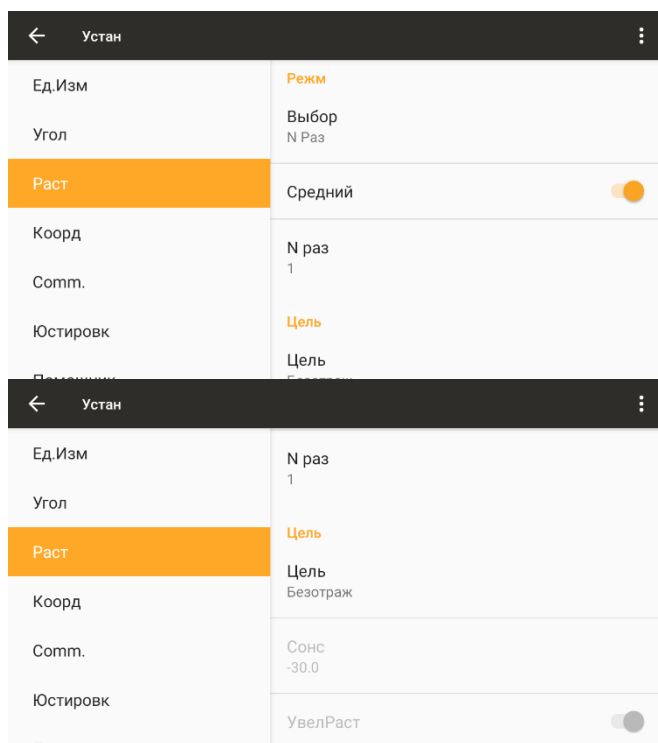 Устан
Ед.Изм
Угол
Раст
Коорд
Comm.
Юстировк
Режм
Выбор
N Раз
Средний
N раз
1
Цель
Цель
Устан
Ед.Изм
Угол
Раст
Коорд
Comm.
Юстировк
N раз
1
Цель
Цель
Безотраж
Сонс
-30.0
УвелРаст